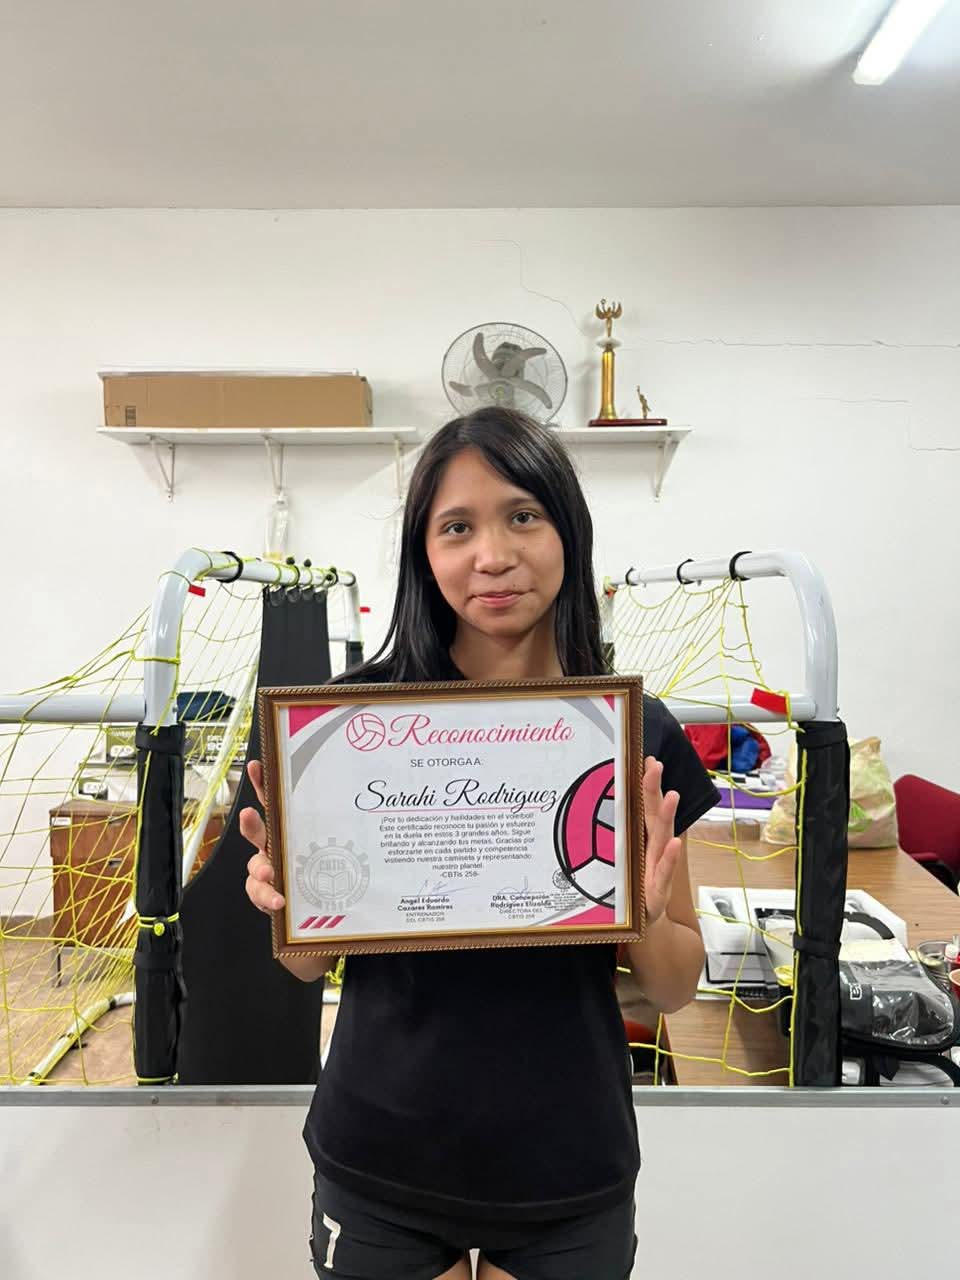 Reconocimiento
SE OTORGA A:
Sarahi Rodriguez
¡Por tu dedicación y hailidades en el voleibol!
Este certificado reconoce tu pasión y esfuerzo
en la duela en estos 3 grandes años. Sigue
brillando y alcanzando tus metas. Gracias por
esforzarte en cada partido y competencia
vistiendo nuestra camiseta y representando
nuestro plantel.
-CBTis 258-
CBTIS
258
Angel Eduardo
Cazares Ramires
ENTRENADOR
DEL CBTIS 258
DRA. Concepción
Rodríguez Elizalde
DIRECTORA DEL
CBTIS 258
7